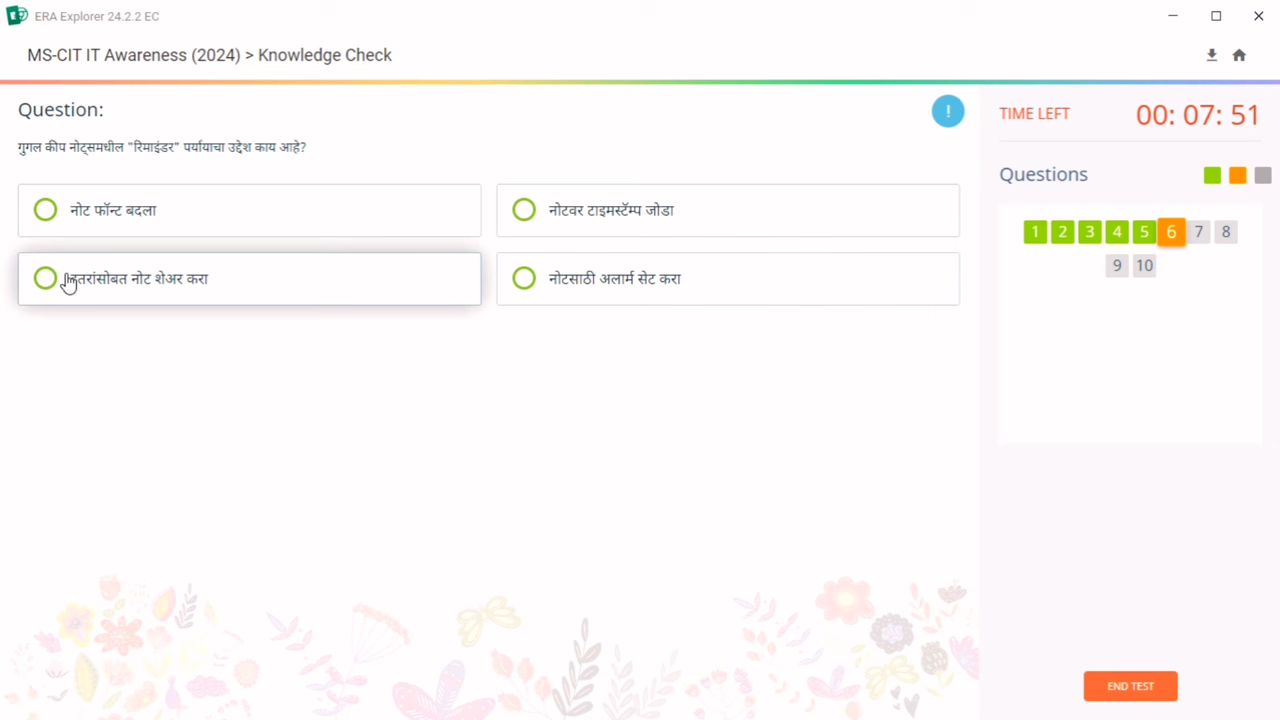 ERA Explorer 24.2.2 EC
MS-CIT IT Awareness (2024) > Knowledge Check
Question:
!
गुगल कीप नोट्समधील "रिमाइंडर" पर्यायाचा उद्देश काय आहे?
नोट फॉन्ट बदला
नोटवर टाइमस्टॅम्प जोडा
इतरांसोबत नोट शेअर करा
नोटसाठी अलार्म सेट करा
TIME LEFT 00: 07: 51
Questions
1 2 3 4 5 6 7 8
9 10
END TEST